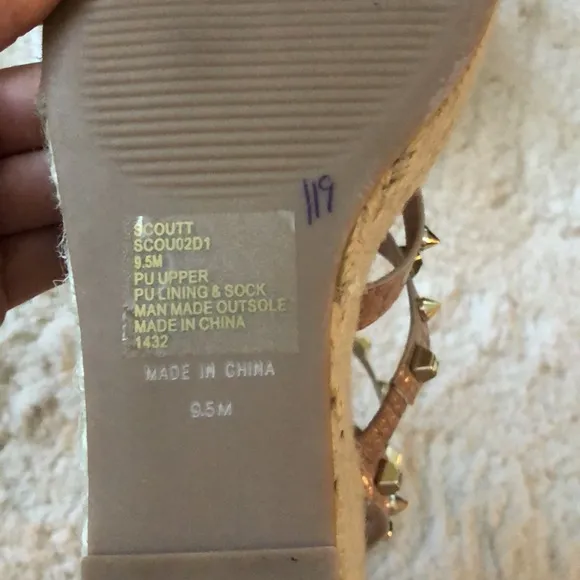 119
SCOUTT
SCOU02D1
9.5M
PU UPPER
PU LINING & SOCK
MAN MADE OUTSOLE
MADE IN CHINA
1432
MADE IN CHINA
9.5 M